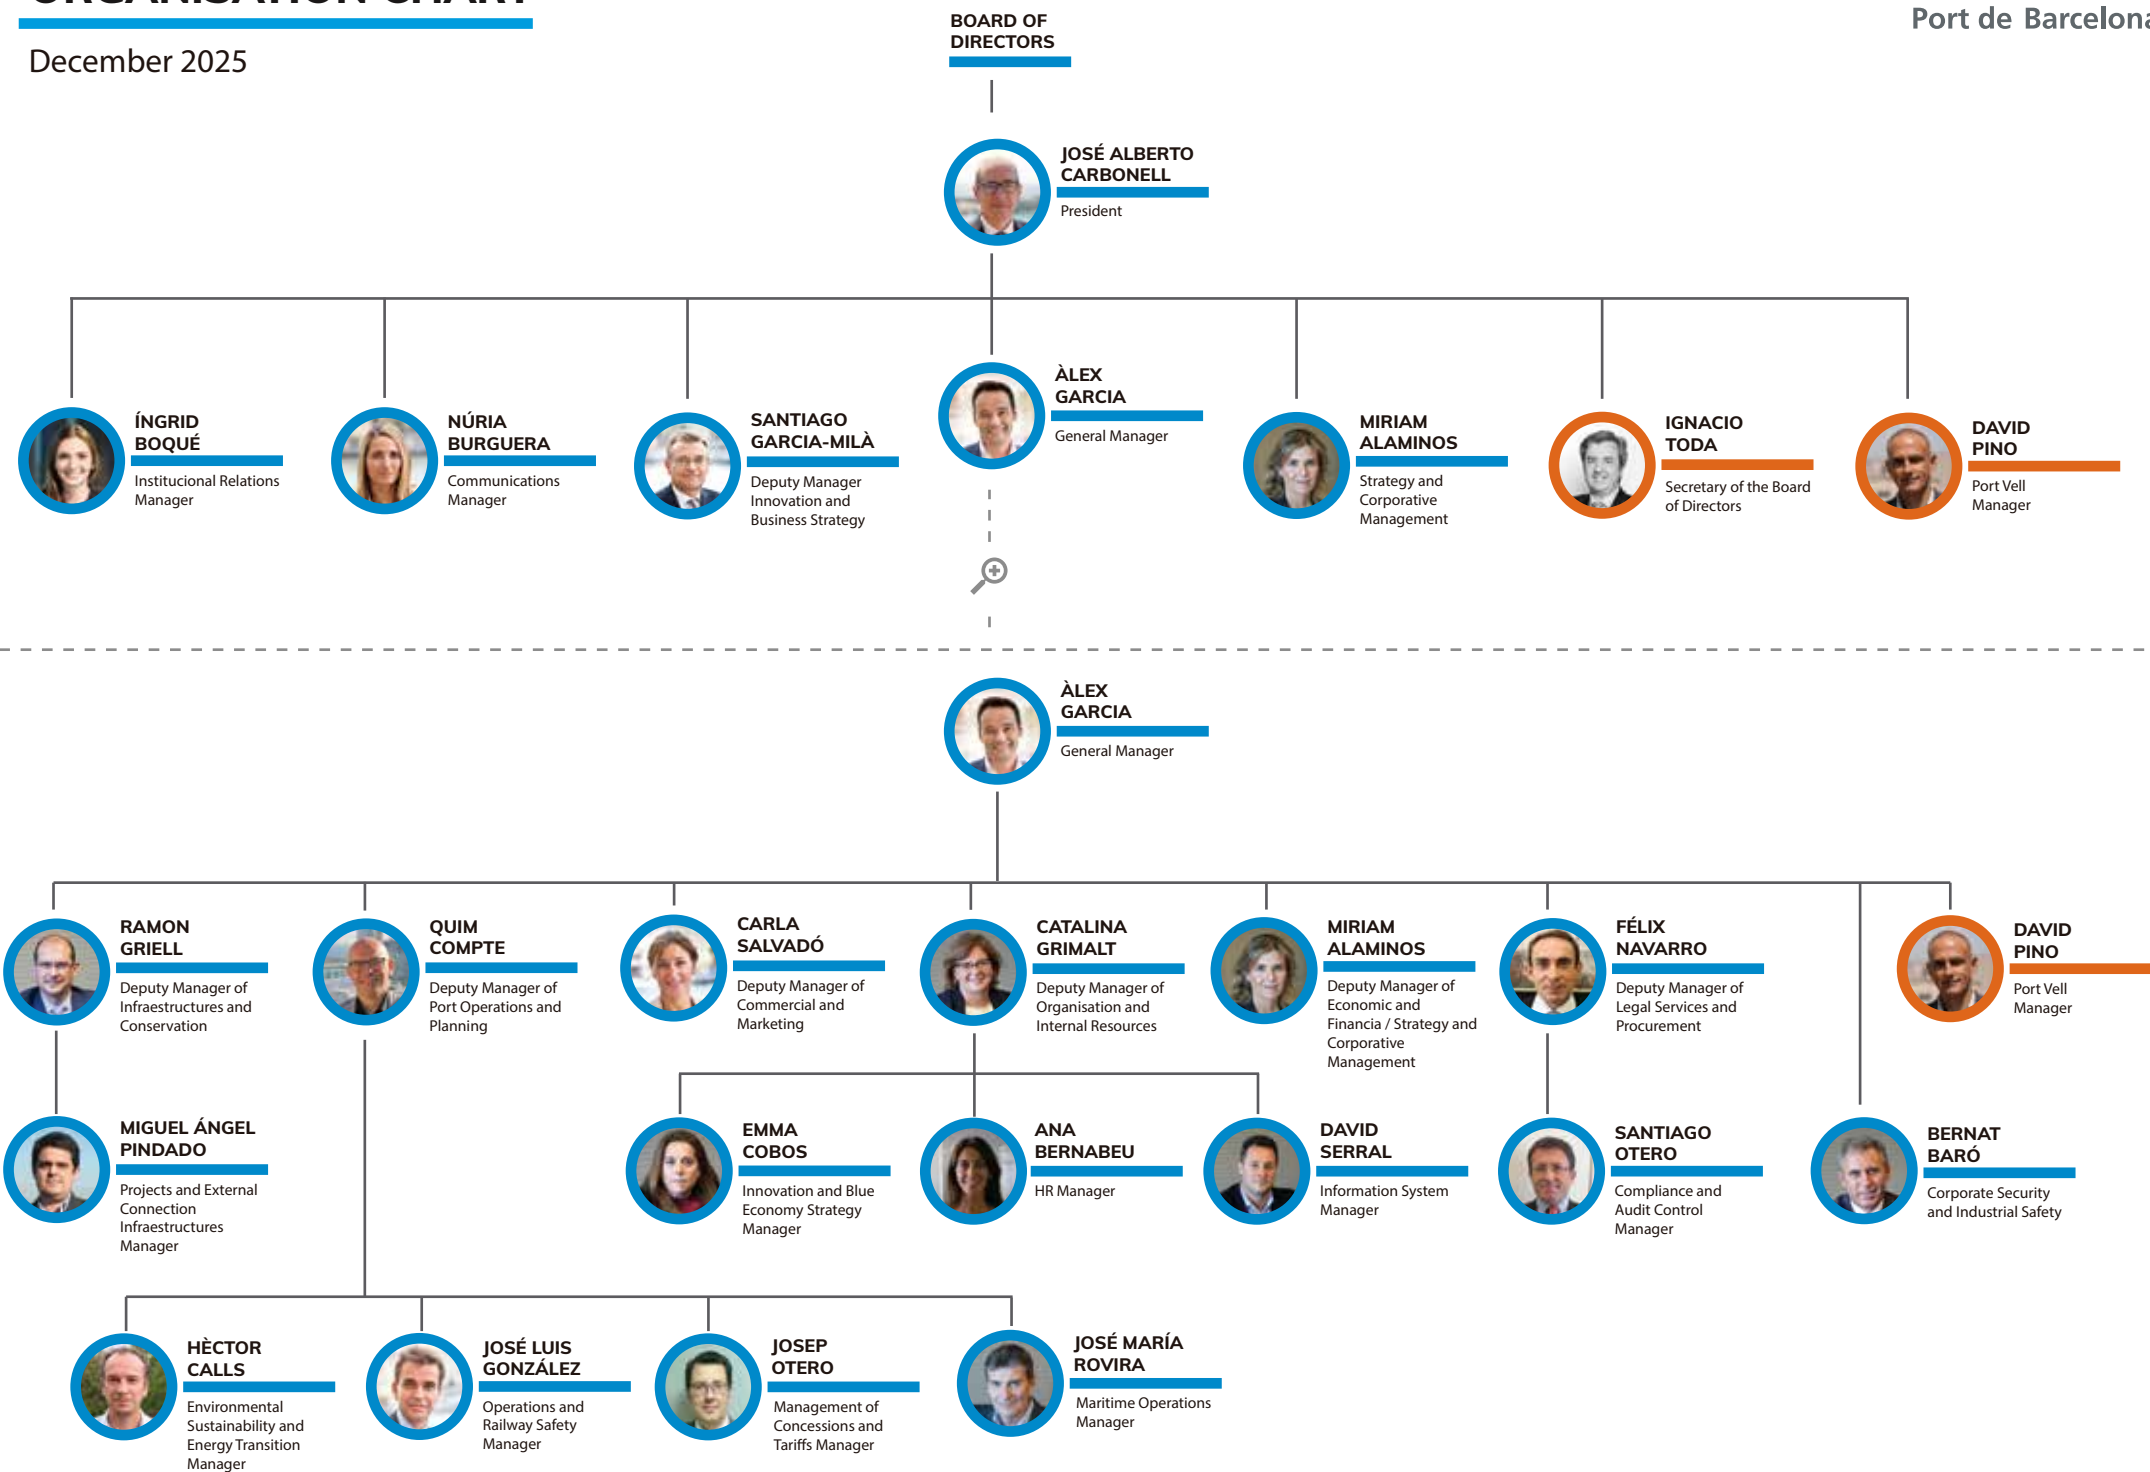 ORGANISATION CHART
December 2025
Port de Barcelona
BOARD OF
DIRECTORS
JOSÉ ALBERTO
CARBONELL
President
ÍNGRID
BOQUÉ
Institucional Relations
Manager
NÚRIA
BURGUERA
Communications
Manager
SANTIAGO
GARCIA-MILÀ
Deputy Manager
Innovation and
Business Strategy
ÀLEX
GARCIA
General Manager
MIRIAM
ALAMINOS
Strategy and
Corporative
Management
IGNACIO
TODA
Secretary of the Board
of Directors
DAVID
PINO
Port Vell
Manager
ÀLEX
GARCIA
General Manager
RAMON
GRIELL
Deputy Manager of
Infraestructures and
Conservation
QUIM
COMPTE
Deputy Manager of
Port Operations and
Planning
CARLA
SALVADÓ
Deputy Manager of
Commercial and
Marketing
CATALINA
GRIMALT
Deputy Manager of
Organisation and
Internal Resources
MIRIAM
ALAMINOS
Deputy Manager of
Economic and
Financia / Strategy and
Corporative
Management
FÉLIX
NAVARRO
Deputy Manager of
Legal Services and
Procurement
DAVID
PINO
Port Vell
Manager
MIGUEL ÁNGEL
PINDADO
Projects and External
Connection
Infraestructures
Manager
EMMA
COBOS
Innovation and Blue
Economy Strategy
Manager
ANA
BERNABEU
HR Manager
DAVID
SERRAL
Information System
Manager
SANTIAGO
OTERO
Compliance and
Audit Control
Manager
BERNAT
BARÓ
Corporate Security
and Industrial Safety
HÈCTOR
CALLS
Environmental
Sustainability and
Energy Transition
Manager
JOSÉ LUIS
GONZÁLEZ
Operations and
Railway Safety
Manager
JOSEP
OTERO
Management of
Concessions and
Tariffs Manager
JOSÉ MARÍA
ROVIRA
Maritime Operations
Manager